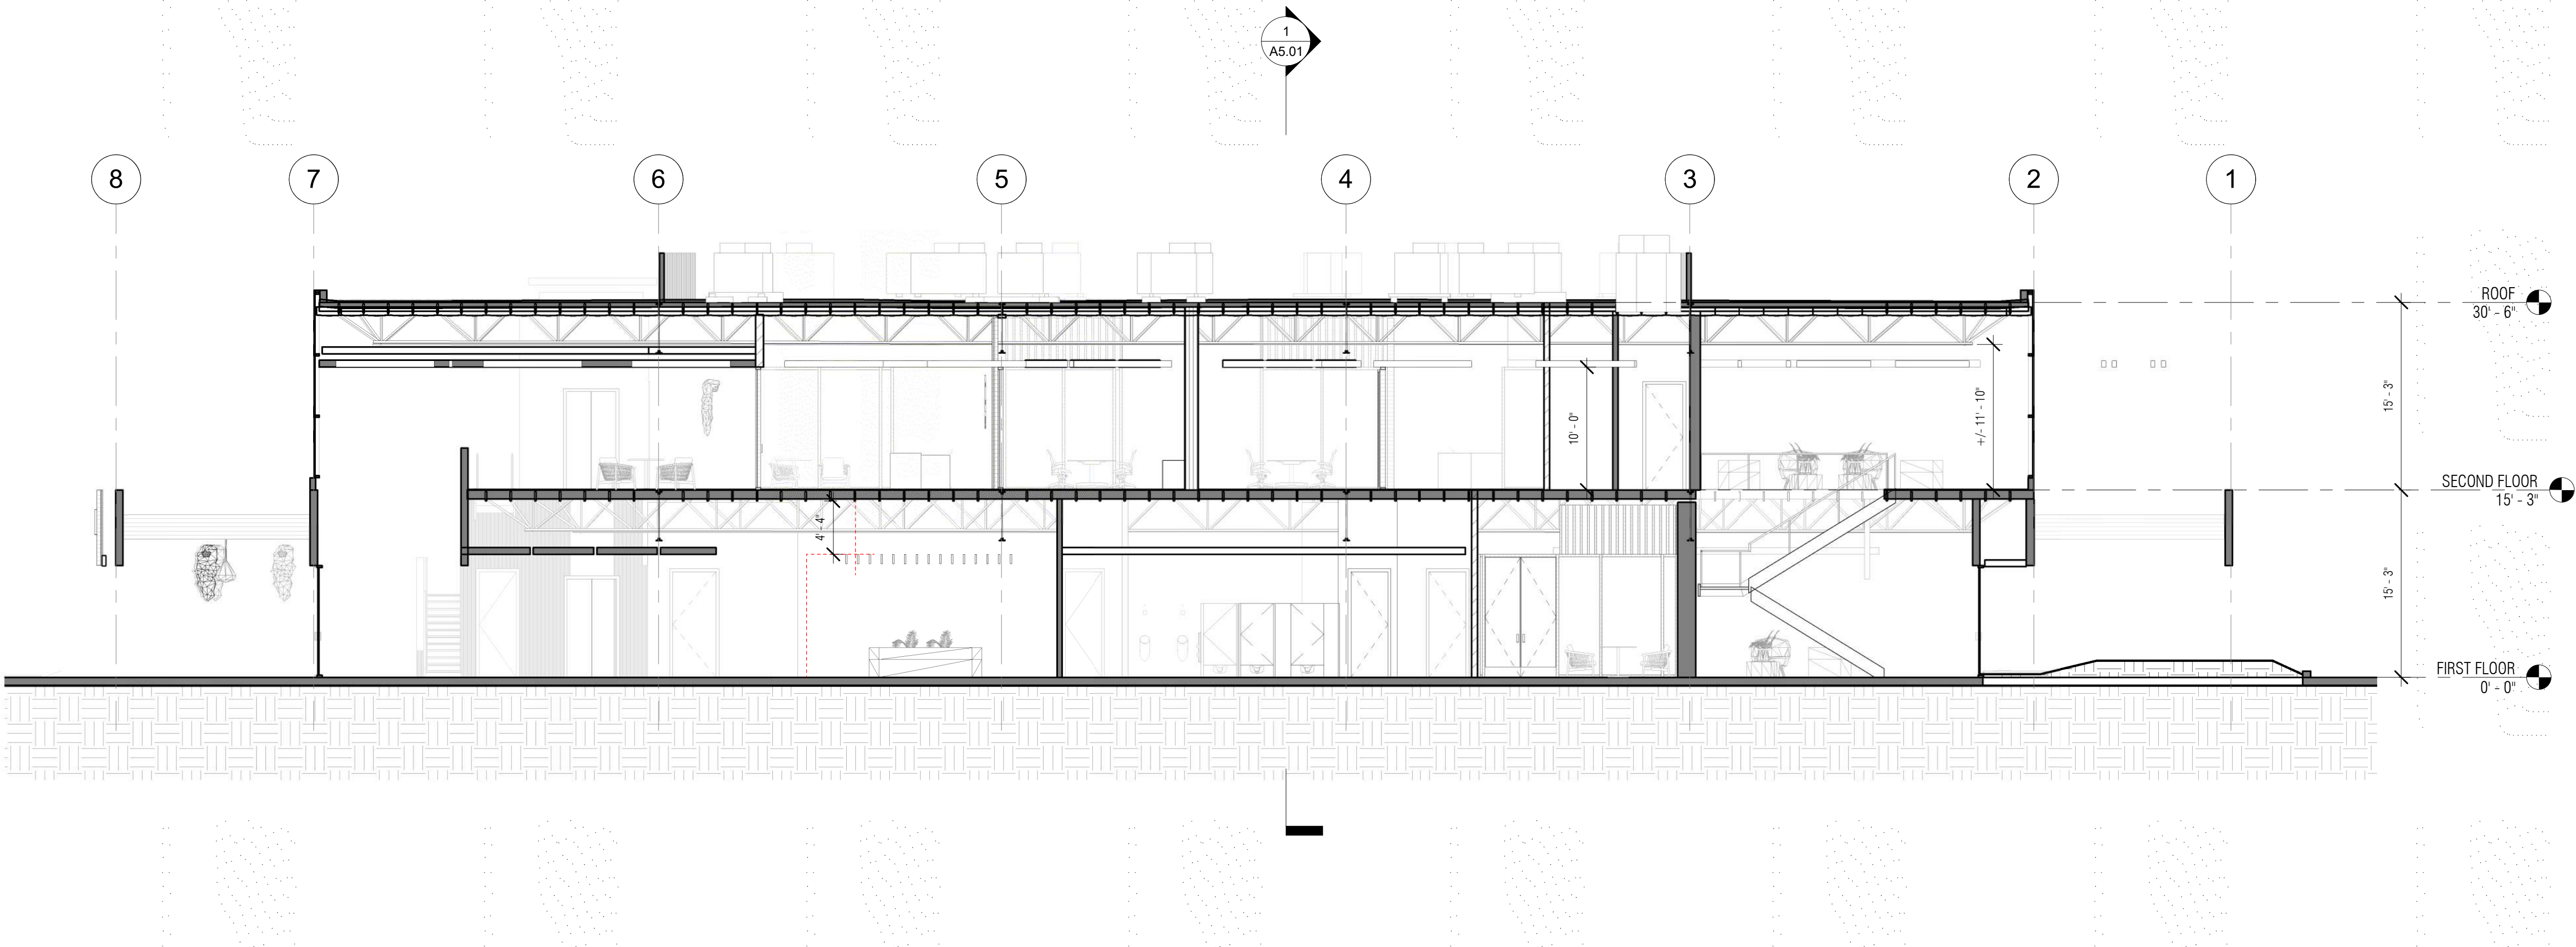 1
A5.01
8
7
6
5
4
3
2
1
ROOF
30' - 6"
15' - 3"
10' - 0"
+/- 11' - 10"
SECOND FLOOR
15' - 3"
4' - 4"
15' - 3"
FIRST FLOOR
0' - 0"